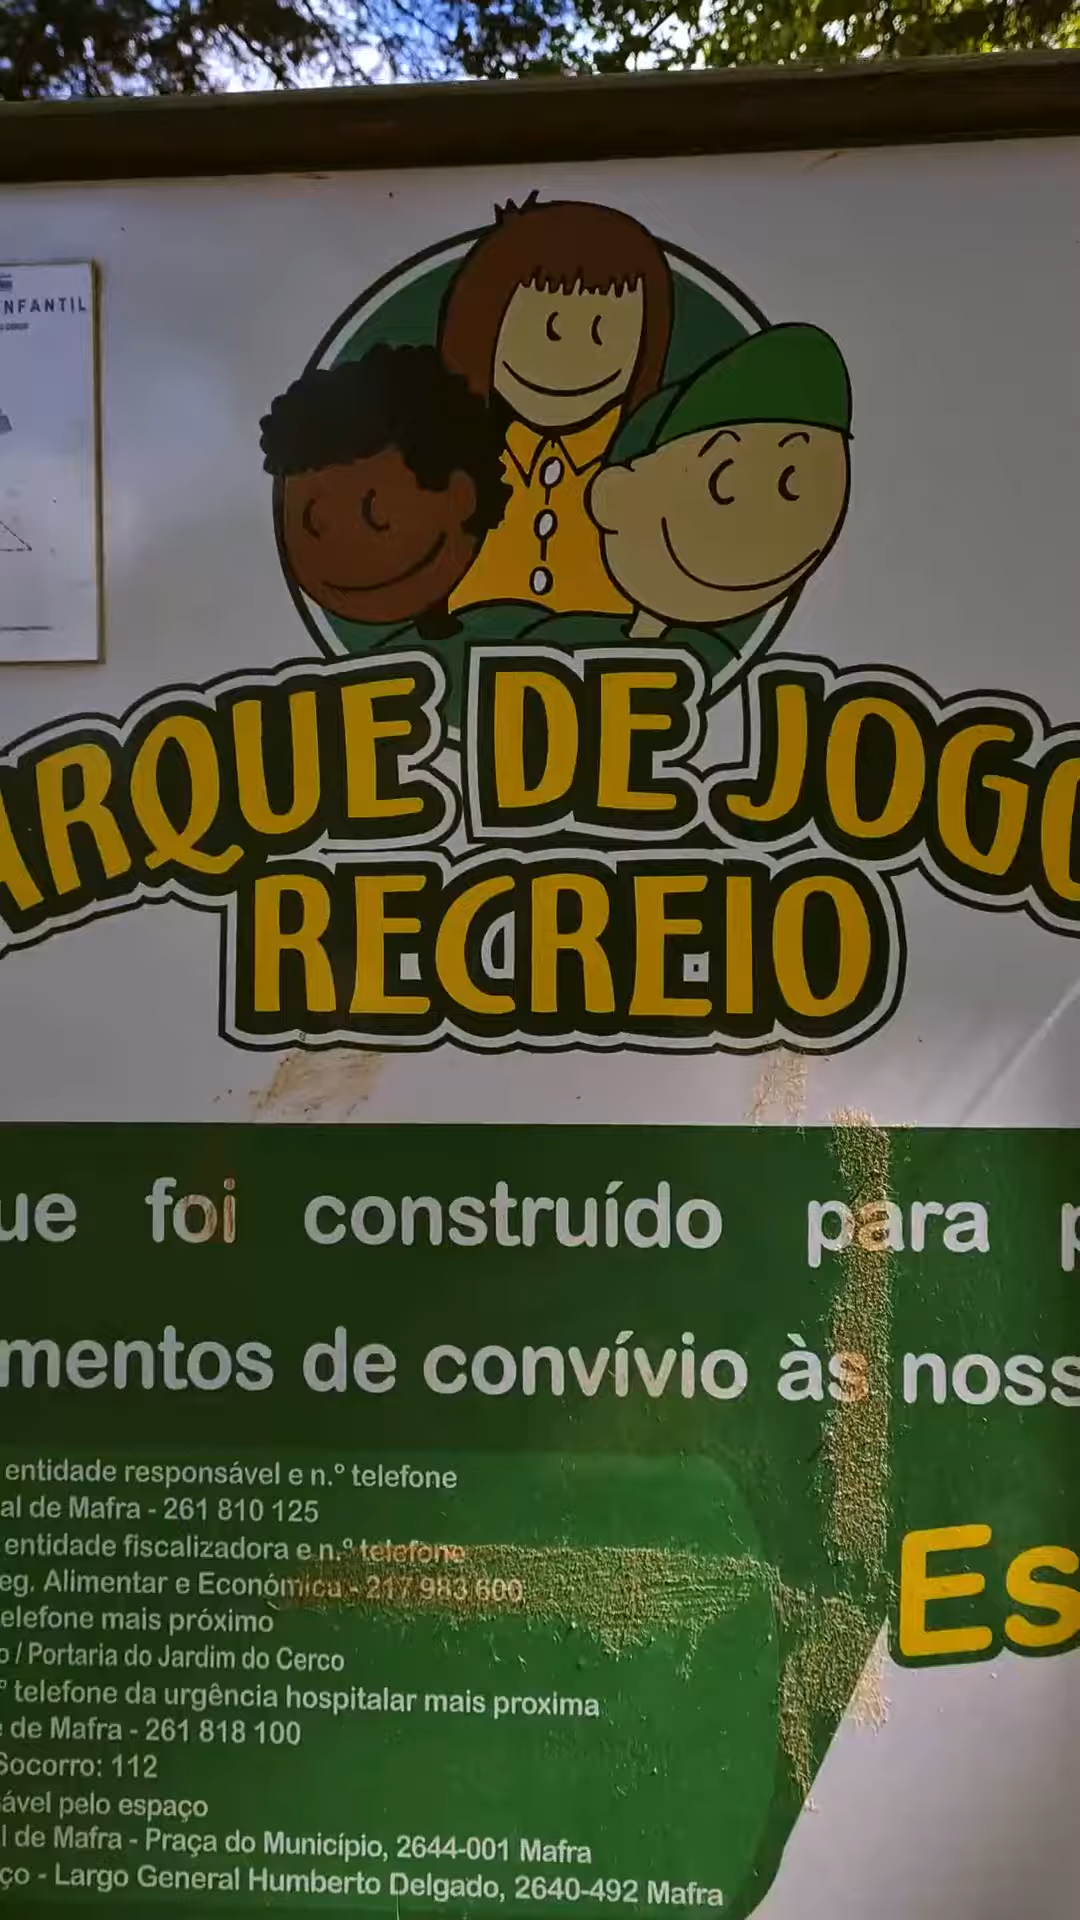 NFANTIL
ARQUE DE JOGO
RECREIO
ue foi construído para p
mentos de convívio às noss
entidade responsável e n.º telefone
al de Mafra - 261 810 125
entidade fiscalizadora e n.º telefone
eg. Alimentar e Económica - 217 983 600
elefone mais próximo
o / Portaria do Jardim do Cerco
º telefone da urgência hospitalar mais proxima
e de Mafra - 261 818 100
Socorro: 112
ável pelo espaço
l de Mafra - Praça do Município, 2644-001 Mafra
ço - Largo General Humberto Delgado, 2640-492 Mafra
Es